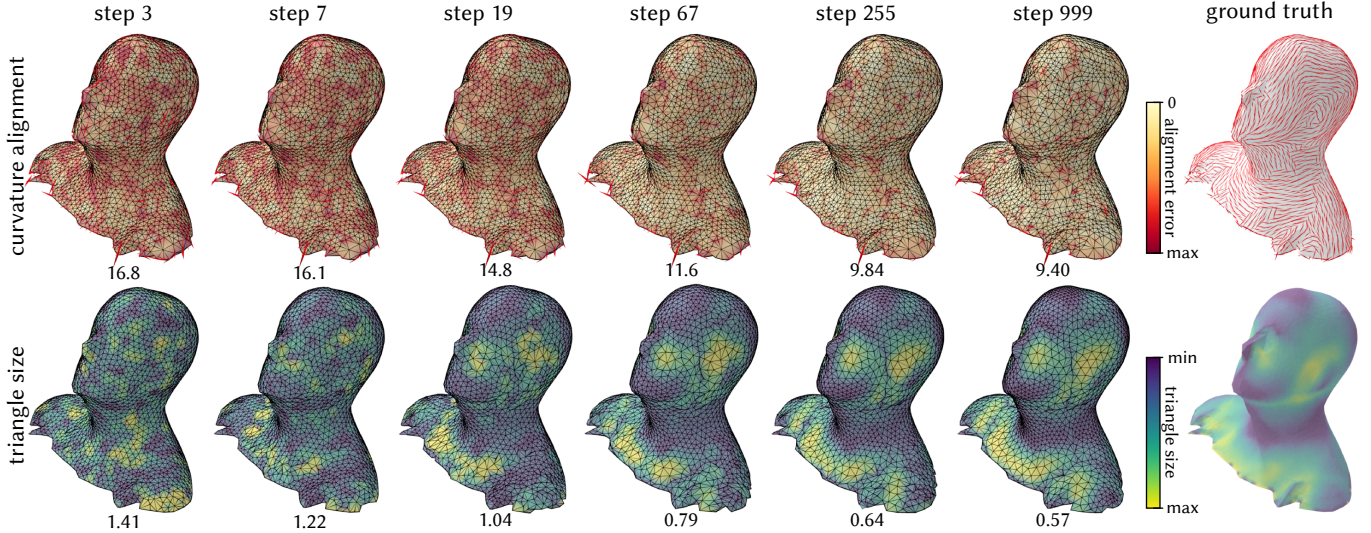 step 3 step 7 step 19 step 67 step 255 step 999 ground truth
curvature alignment
0
alignment error
max
16.8 16.1 14.8 11.6 9.84 9.40
triangle size
min
triangle size
max
1.41 1.22 1.04 0.79 0.64 0.57